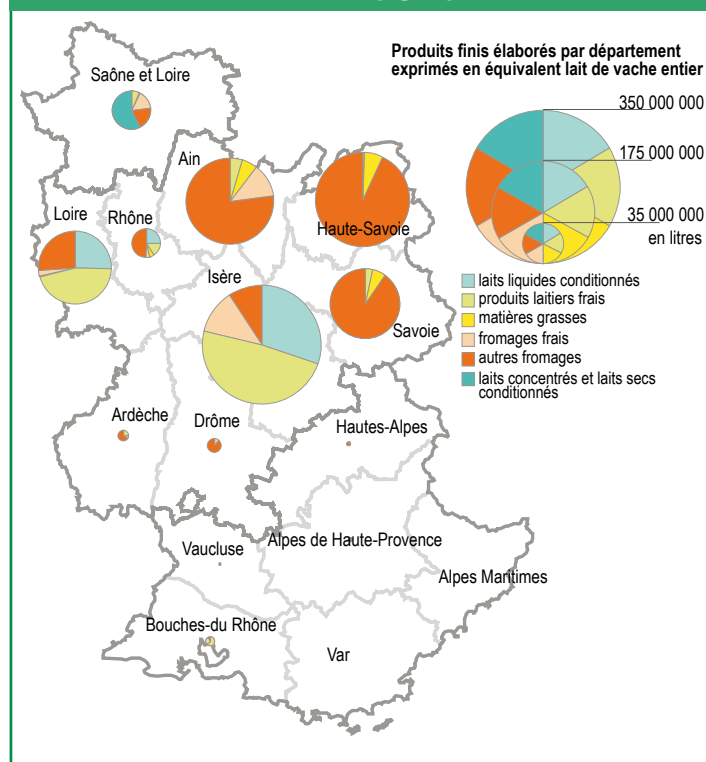 Produits finis élaborés par département
exprimés en équivalent lait de vache entier
350 000 000
175 000 000
35 000 000
en litres
laits liquides conditionnés
produits laitiers frais
matières grasses
fromages frais
autres fromages
laits concentrés et laits secs
conditionnés
Saône et Loire
Ain
Loire
Rhône
Haute-Savoie
Isère
Savoie
Ardèche
Drôme
Hautes-Alpes
Vaucluse
Alpes de Haute-Provence
Alpes Maritimes
Bouches-du Rhône
Var